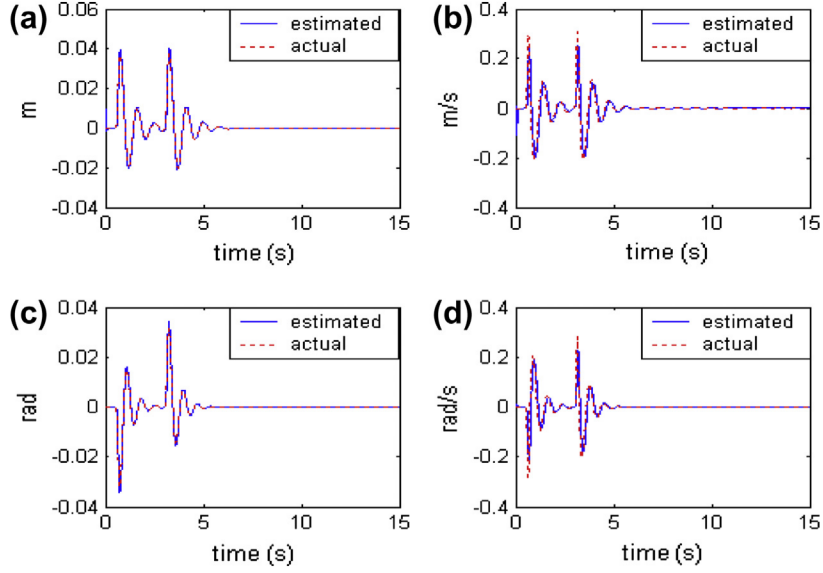 (a)
0.06
0.04
0.02
0
-0.02
-0.04
m
estimated
actual
0
5
10
15
time (s)
(b)
0.4
0.2
0
-0.2
-0.4
m/s
estimated
actual
0
5
10
15
time (s)
(c)
0.04
0.02
0
-0.02
-0.04
rad
estimated
actual
0
5
10
15
time (s)
(d)
0.4
0.2
0
-0.2
-0.4
rad/s
estimated
actual
0
5
10
15
time (s)